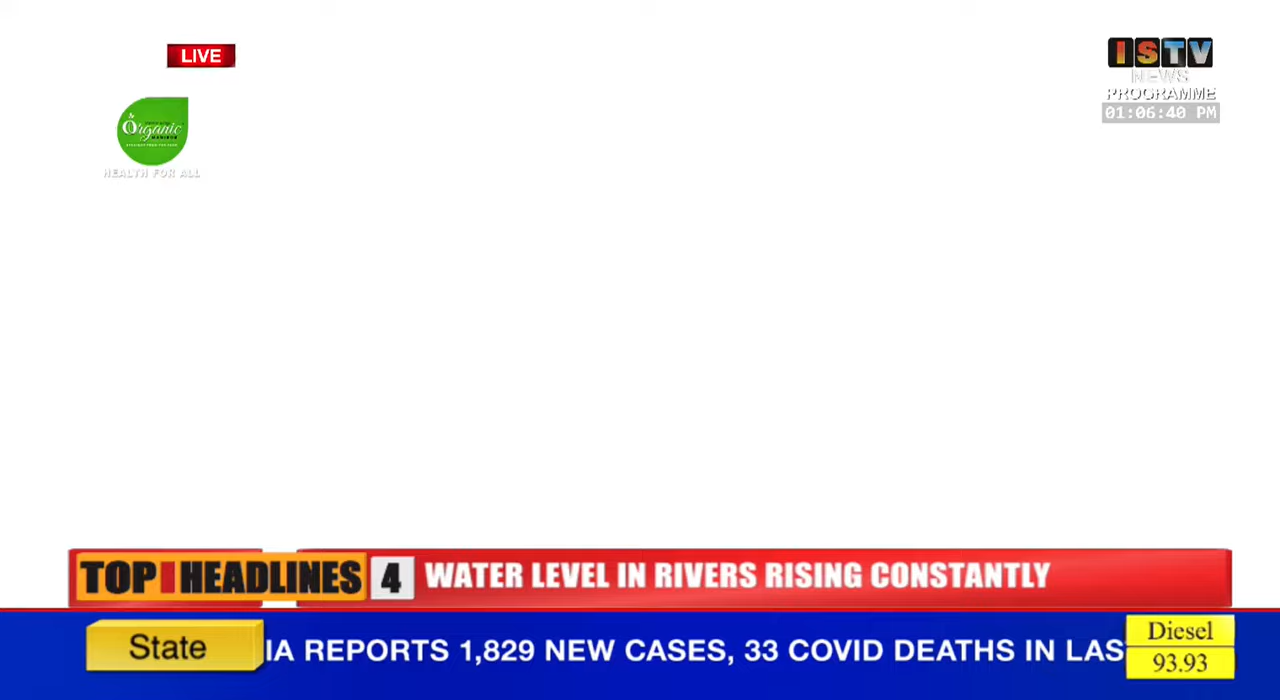 LIVE
ISTV
NEWS
PROGRAMME
01:06:40 PM
Organic
HEALTH FOR ALL
TOP HEADLINES 4 WATER LEVEL IN RIVERS RISING CONSTANTLY
State IA REPORTS 1,829 NEW CASES, 33 COVID DEATHS IN LAS
Diesel
93.93